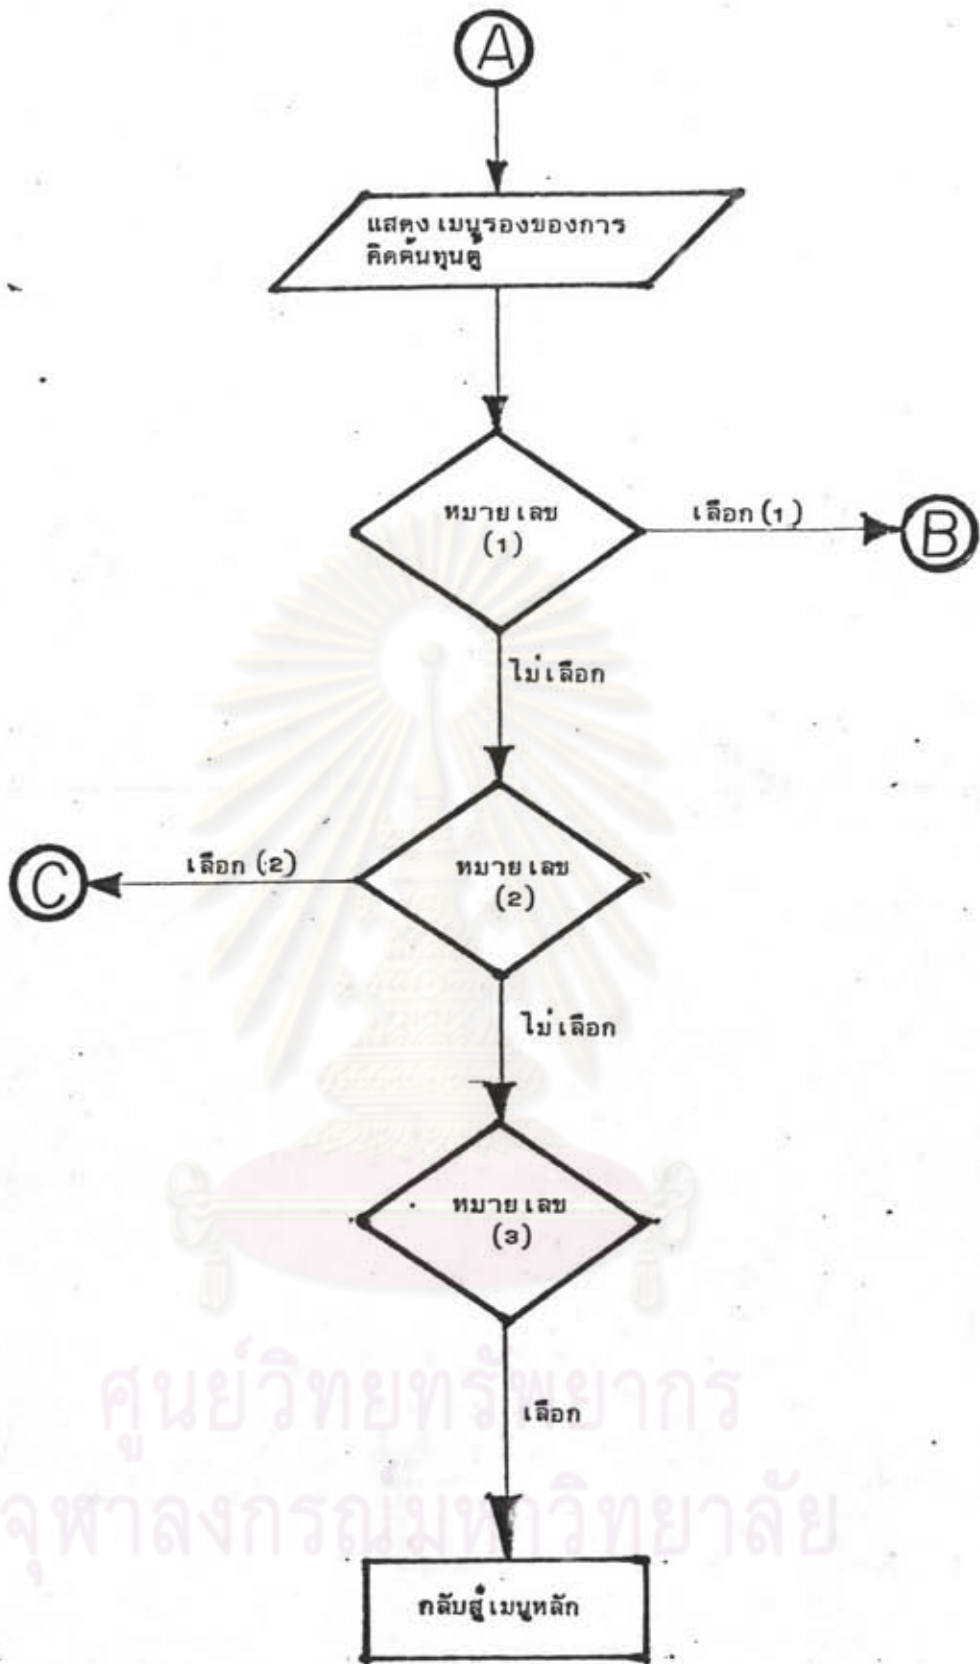 A
แสดงเมนูรองของการ
คิดต้นทุนตู้
หมายเลข
(1)
เลือก (1)
B
ไม่เลือก
หมายเลข
(2)
เลือก (2)
C
ไม่เลือก
หมายเลข
(3)
เลือก
กลับสู่เมนูหลัก
ศูนย์วิทยทรัพยากร
จุฬาลงกรณ์มหาวิทยาลัย